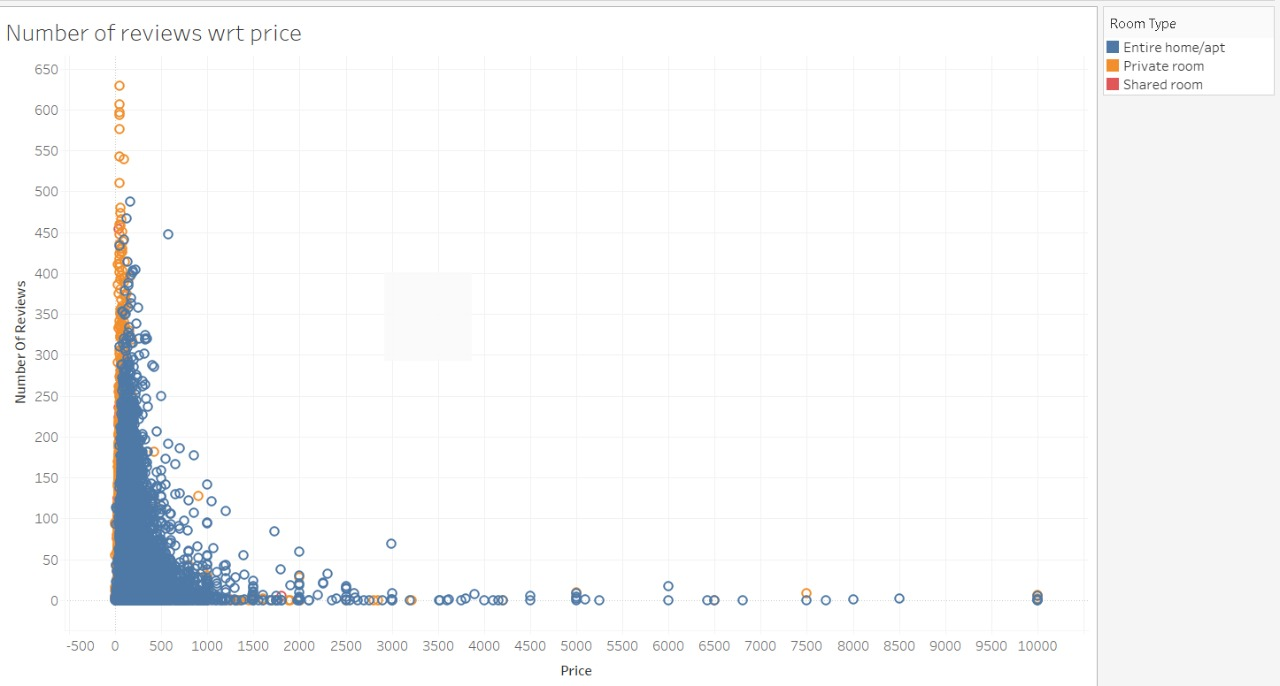 Number of reviews wrt price
Room Type
Entire home/apt
Private room
Shared room
650
600
550
500
450
400
350
300
250
200
150
100
50
0
Number Of Reviews
-500 0 500 1000 1500 2000 2500 3000 3500 4000 4500 5000 5500 6000 6500 7000 7500 8000 8500 9000 9500 10000
Price